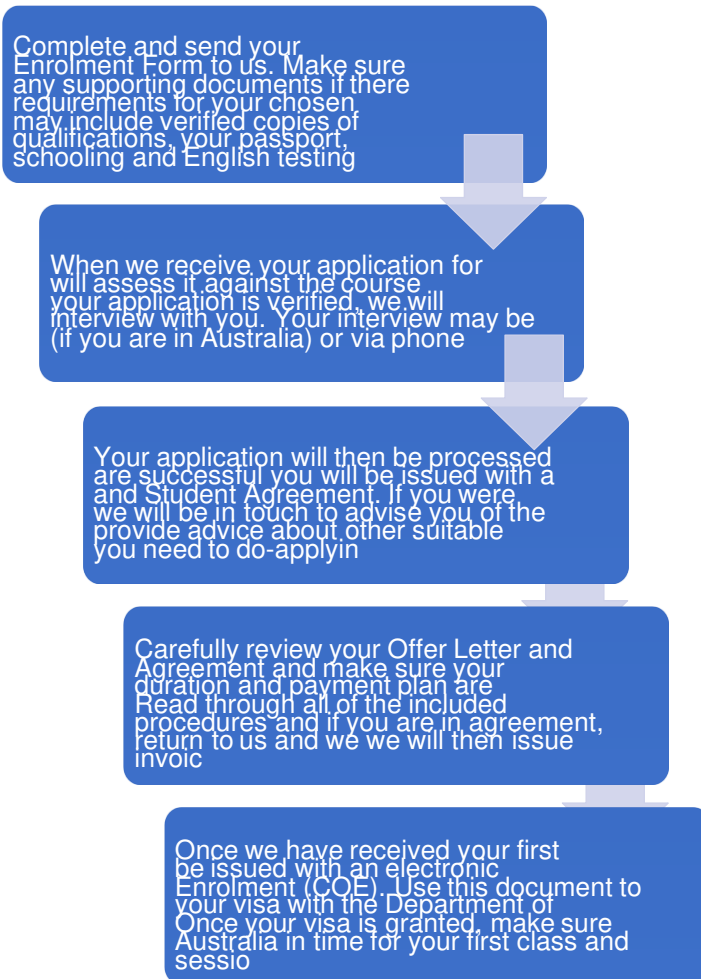 Complete and send your
Enrolment Form to us. Make sure
any supporting documents if there
requirements for your chosen
may include verified copies of
qualifications, your passport,
schooling and English testing
When we receive your application for
will assess it against the course
your application is verified, we will
interview with you. Your interview may be
(if you are in Australia) or via phone
Your application will then be processed
are successful you will be issued with a
and Student Agreement. If you were
we will be in touch to advise you of the
provide advice about other suitable
you need to do-applyin
Carefully review your Offer Letter and
Agreement and make sure your
duration and payment plan are
Read through all of the included
procedures and if you are in agreement,
return to us and we we will then issue
invoic
Once we have received your first
be issued with an electronic
Enrolment (COE). Use this document to
your visa with the Department of
Once your visa is granted, make sure
Australia in time for your first class and
sessio